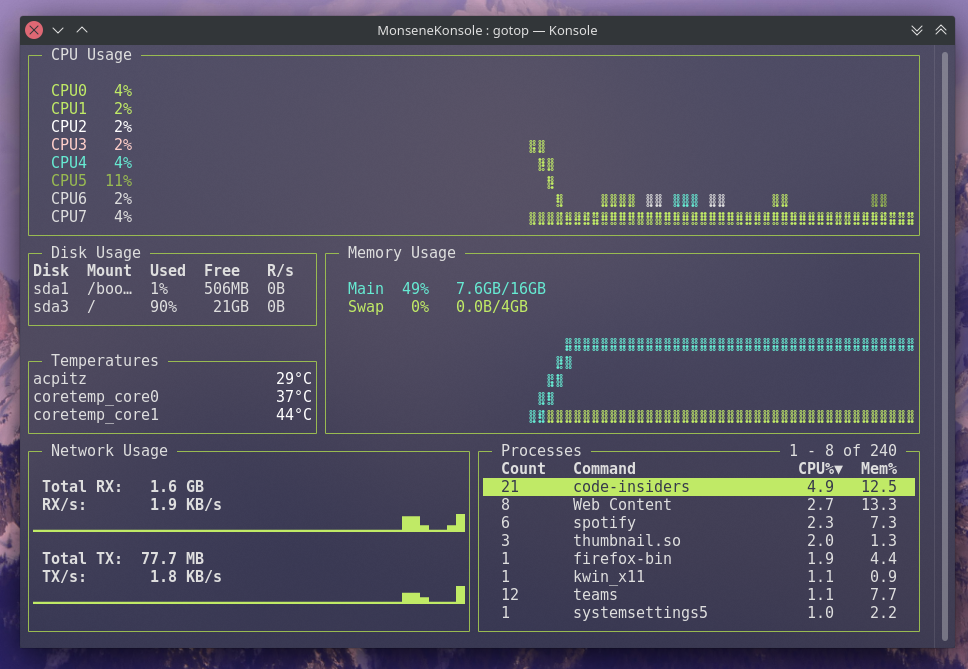 MonseneKonsole : gotop — Konsole
CPU Usage
CPU0 4%
CPU1 2%
CPU2 2%
CPU3 2%
CPU4 4%
CPU5 11%
CPU6 2%
CPU7 4%
Disk Usage
Disk Mount Used Free R/s
sda1 /boo… 1% 506MB 0B
sda3 / 90% 21GB 0B
Memory Usage
Main 49% 7.6GB/16GB
Swap 0% 0.0B/4GB
Temperatures
acpitz 29°C
coretemp_core0 37°C
coretemp_core1 44°C
Network Usage
Total RX: 1.6 GB
RX/s: 1.9 KB/s
Total TX: 77.7 MB
TX/s: 1.8 KB/s
Processes 1 - 8 of 240
Count Command CPU%▼ Mem%
21 code-insiders 4.9 12.5
8 Web Content 2.7 13.3
6 spotify 2.3 7.3
3 thumbnail.so 2.0 1.3
1 firefox-bin 1.9 4.4
1 kwin_x11 1.1 0.9
12 teams 1.1 7.7
1 systemsettings5 1.0 2.2